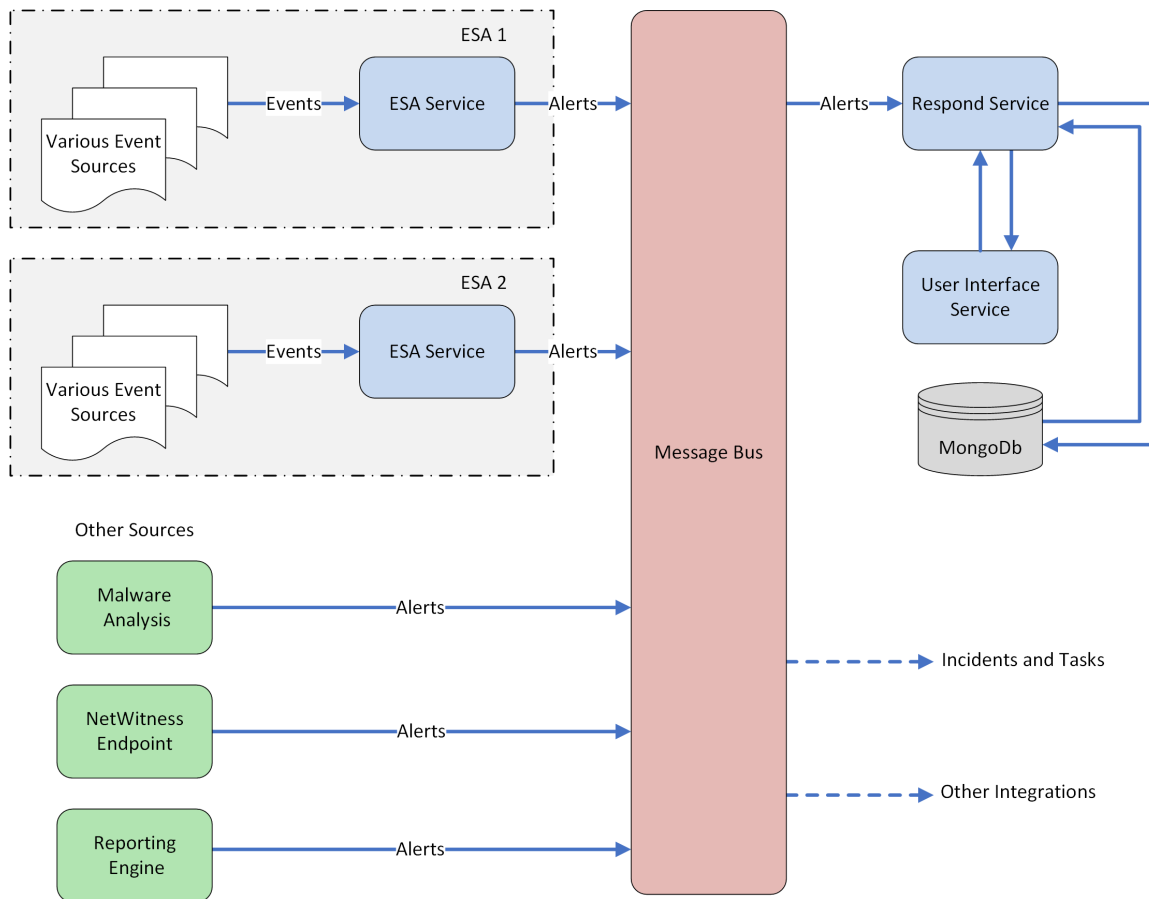 ESA 1
Various Event
Sources
Events
ESA Service
Alerts
Message Bus
Alerts
Respond Service
User Interface
Service
MongoDb
ESA 2
Various Event
Sources
Events
ESA Service
Alerts
Other Sources
Malware
Analysis
Alerts
NetWitness
Endpoint
Alerts
Reporting
Engine
Alerts
Incidents and Tasks
Other Integrations